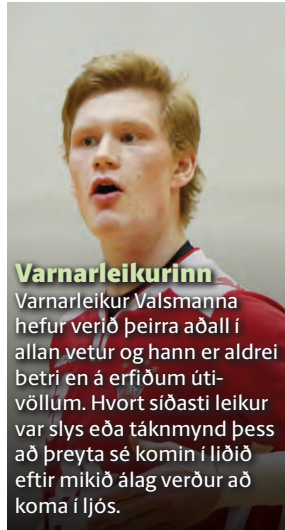 Varnarleikurinn
Varnarleikur Valsmanna
hefur verið þeirra aðall í
allan vetur og hann er aldrei
betri en á erfiðum úti-
völlum. Hvort síðasti leikur
var slys eða táknmynd þess
að þreyta sé komin í liðið
eftir mikið álag verður að
koma í ljós.